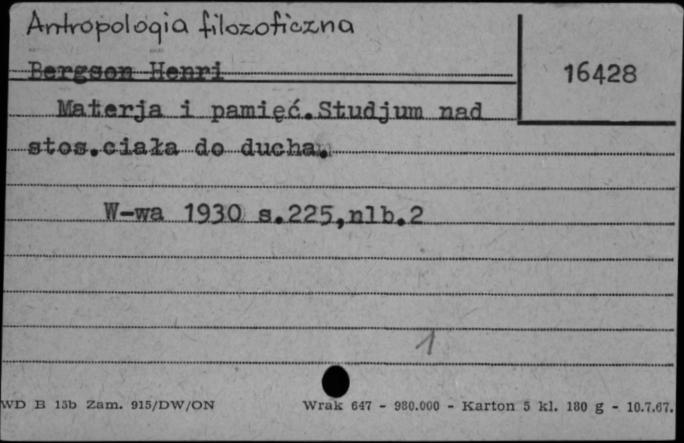 Antropologia filozoficzna
Bergson Henri
16428
Materja i pamięć.Studjum nad
stos.ciała do ducha.
W-wa 1930 s.225,nlb.2
1
WD B 15b Zam. 915/DW/ON
Wrak 647 - 980.000 - Karton 5 kl. 180 g - 10.7.67.